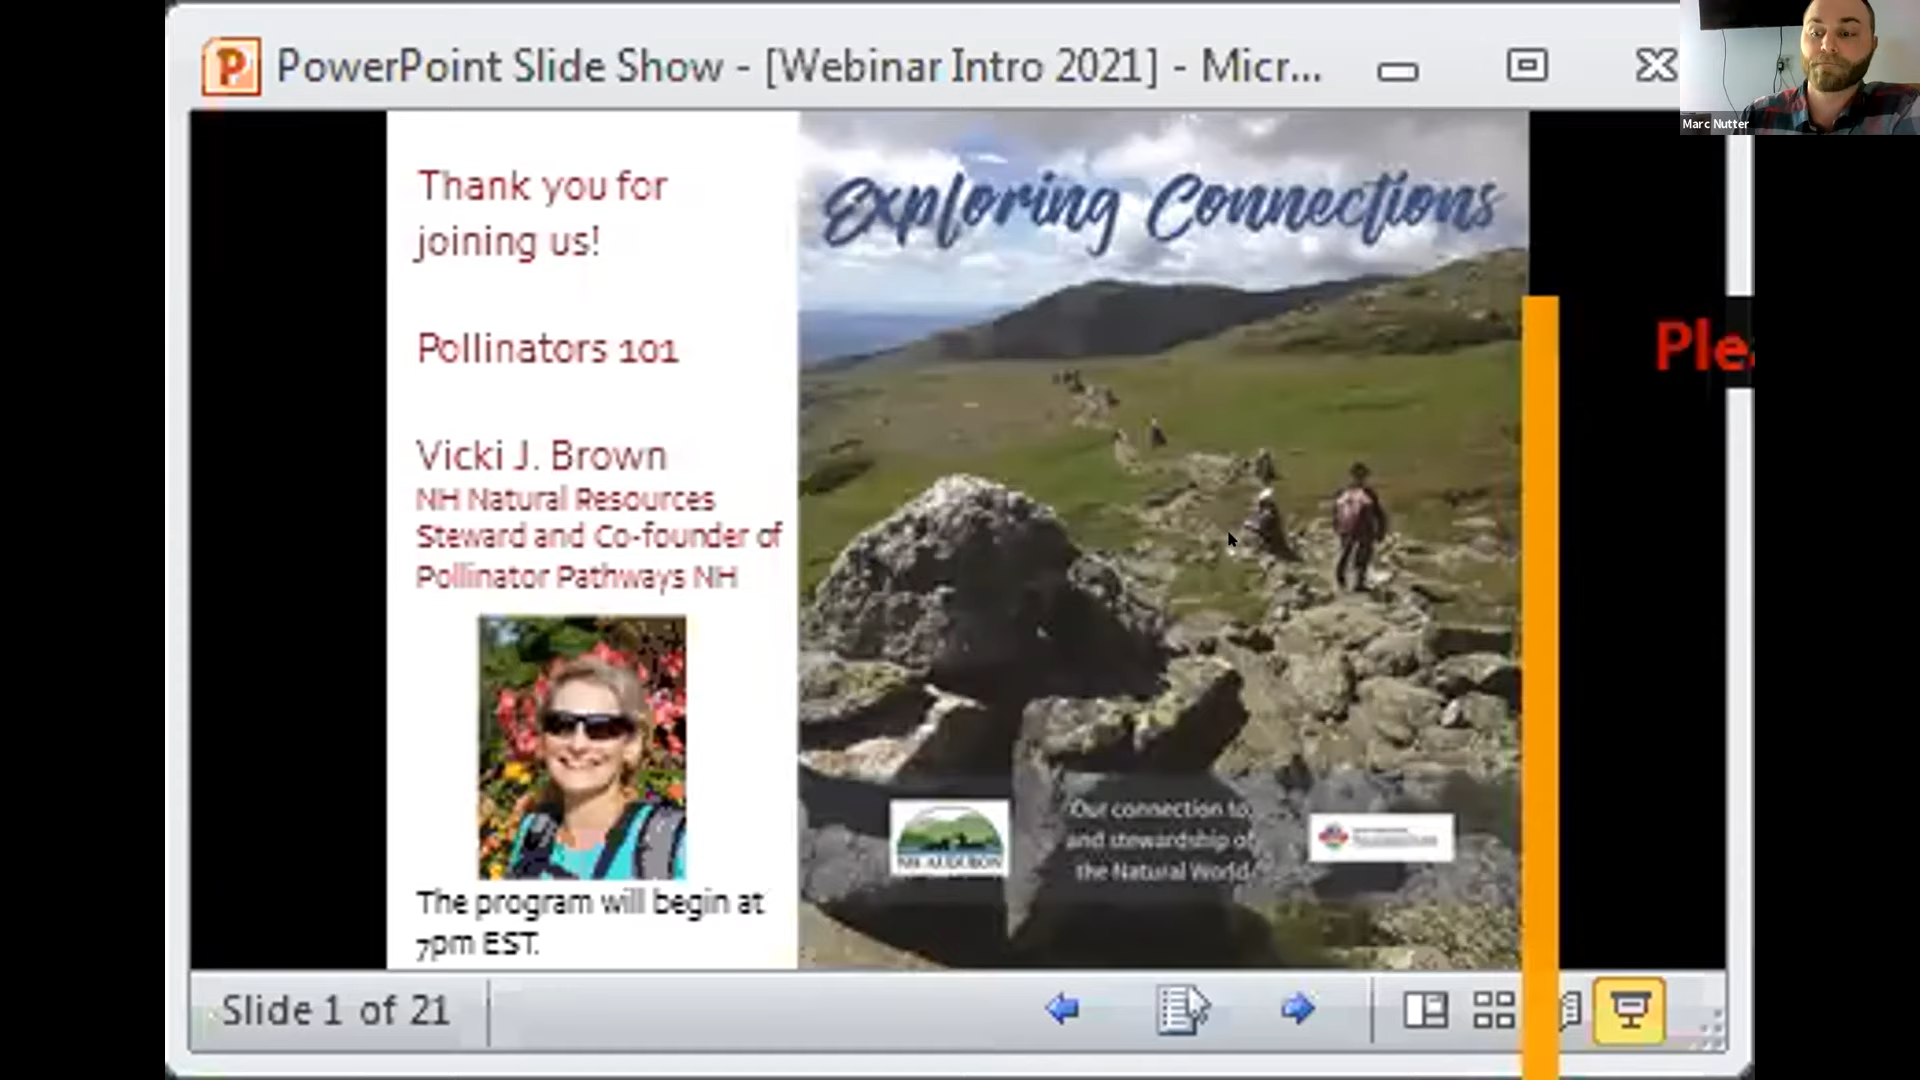 PowerPoint Slide Show - [Webinar Intro 2021] - Micr...
Marc Nutter
Thank you for
joining us!
Pollinators 101
Vicki J. Brown
NH Natural Resources
Steward and Co-founder of
Pollinator Pathways NH
The program will begin at
7pm EST.
Exploring Connections
Ple
NH AUDUBON
Our connection to,
and stewardship of
the Natural World
Slide 1 of 21